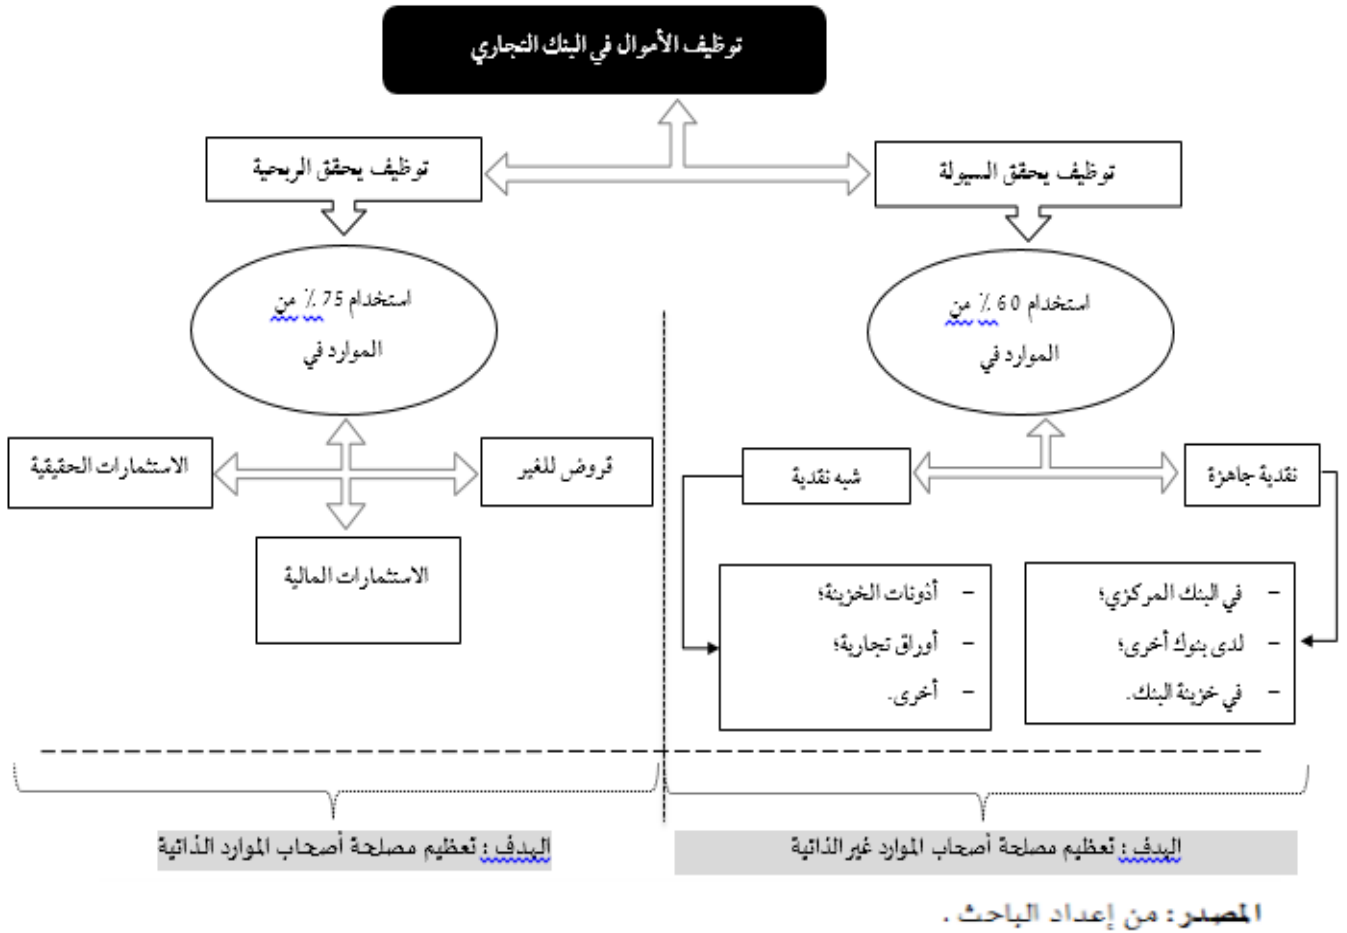 توظيف الأموال في البنك التجاري
توظيف يحقق السيولة
توظيف يحقق الربحية
استخدام 60 ٪ من
الموارد في
استخدام 75 ٪ من
الموارد في
نقدية جاهزة
شبه نقدية
قروض للغير
الاستثمارات الحقيقية
الاستثمارات المالية
- في البنك المركزي؛
- لدى بنوك أخرى؛
- في خزينة البنك.
- أذونات الخزينة؛
- أوراق تجارية؛
- أخرى.
الهدف : تعظيم مصلحة أصحاب الموارد غير الذاتية
الهدف : تعظيم مصلحة أصحاب الموارد الذاتية
المصدر : من إعداد الباحث .